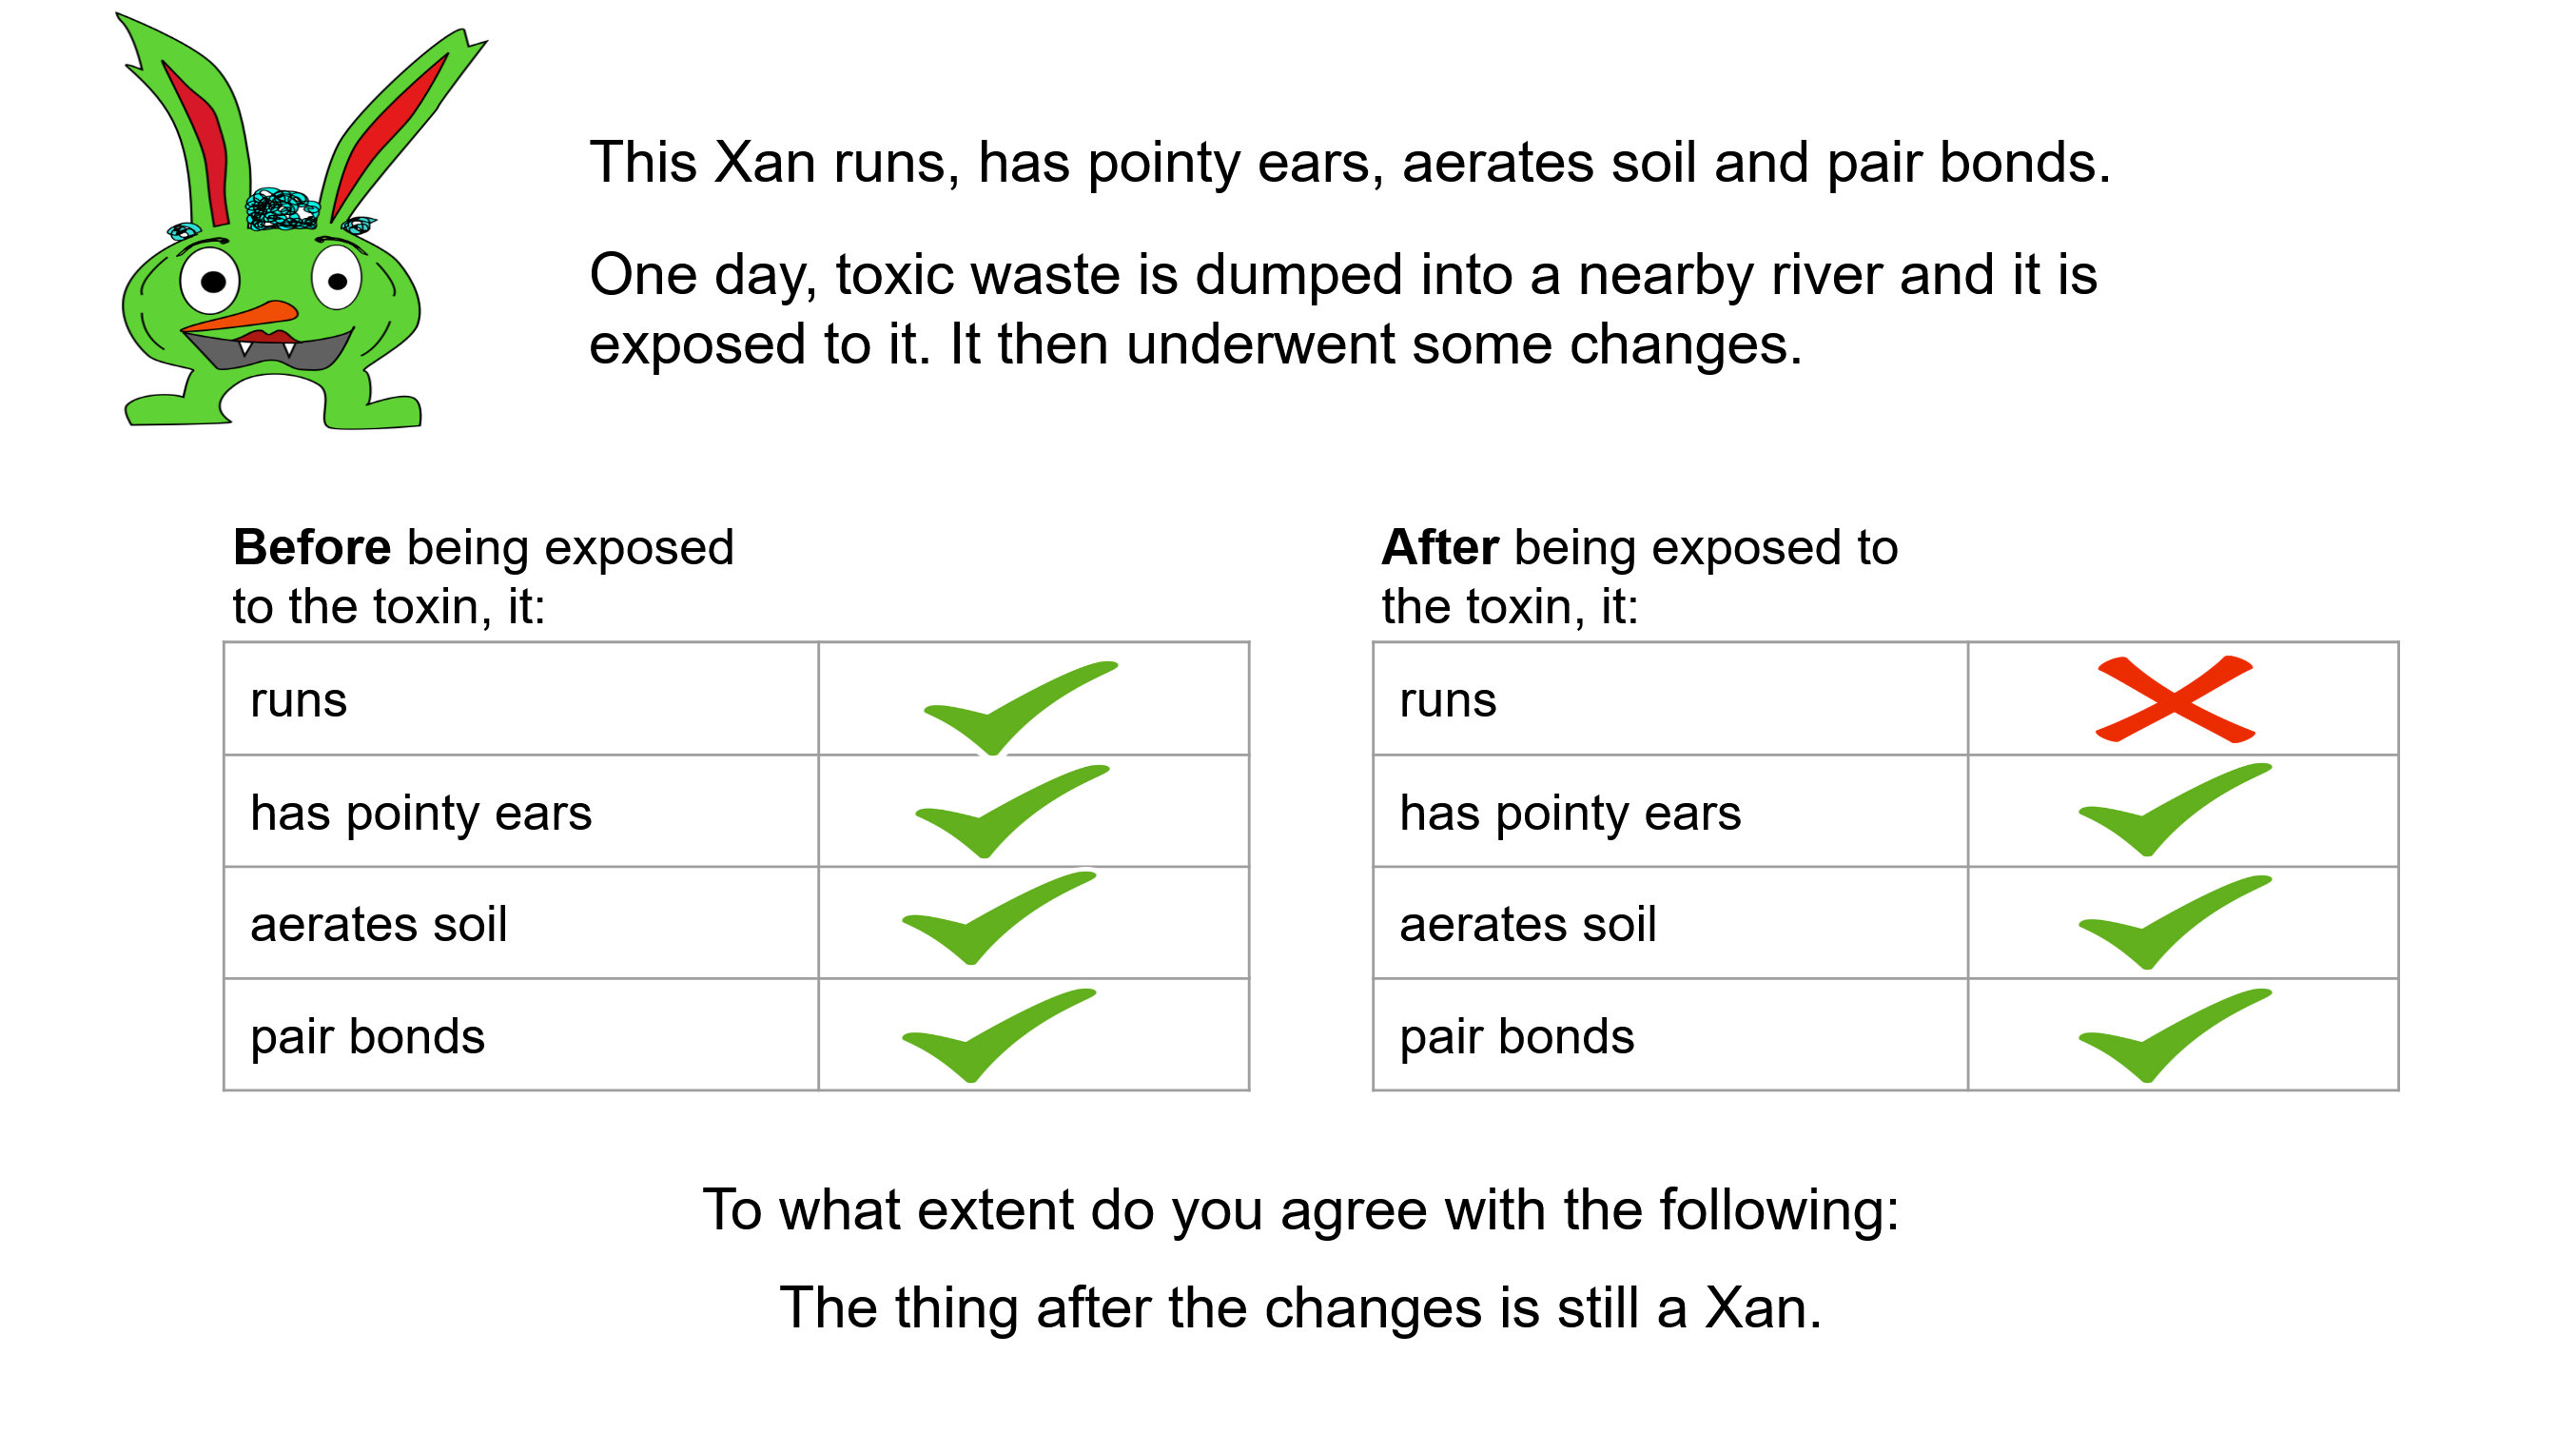 This Xan runs, has pointy ears, aerates soil and pair bonds.
One day, toxic waste is dumped into a nearby river and it is
exposed to it. It then underwent some changes.
Before being exposed
to the toxin, it:
runs
has pointy ears
aerates soil
pair bonds
After being exposed to
the toxin, it:
runs
has pointy ears
aerates soil
pair bonds
To what extent do you agree with the following:
The thing after the changes is still a Xan.